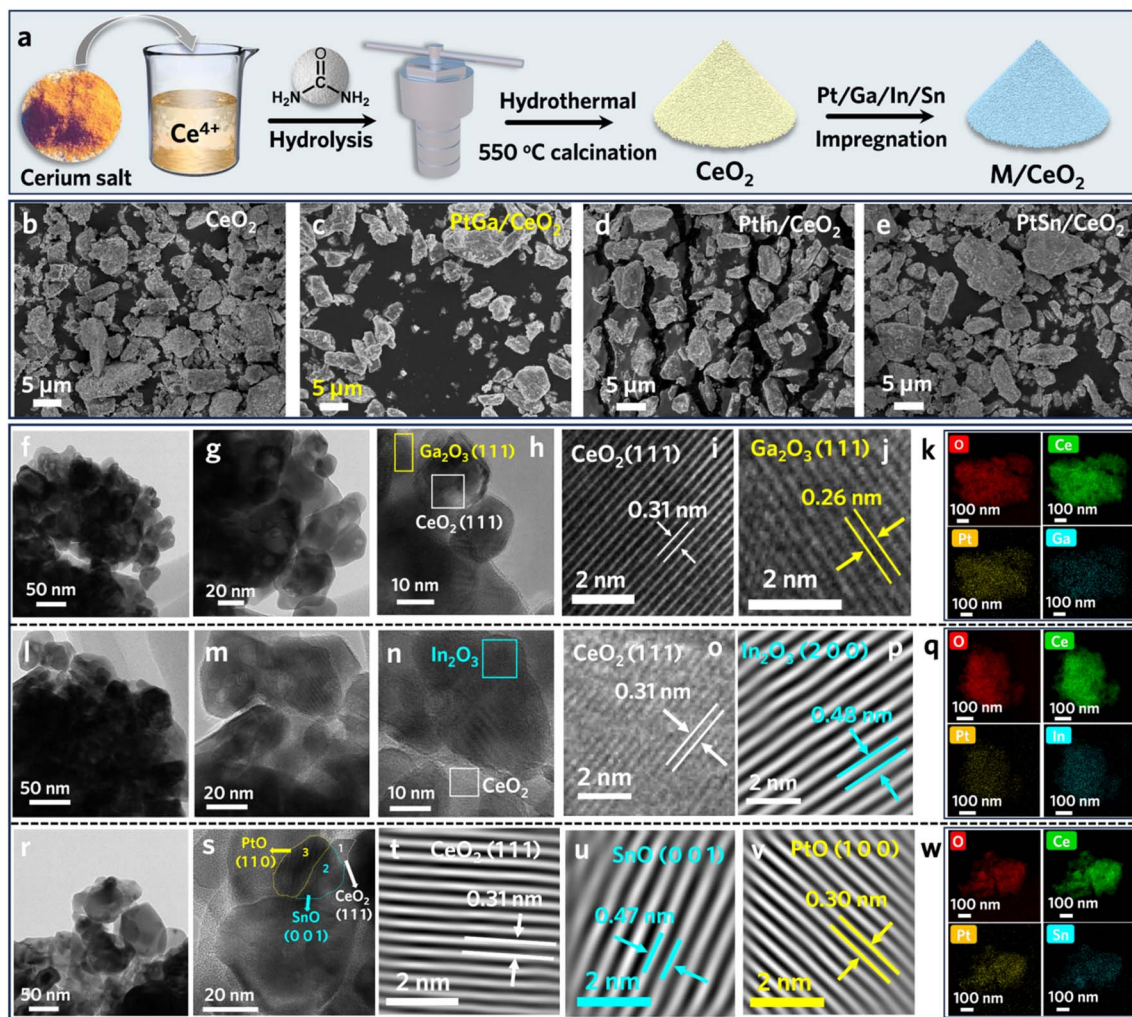 a
Cerium salt
Ce⁴⁺
O
H₂N
NH₂
Hydrolysis
Hydrothermal
550 °C calcination
CeO₂
Pt/Ga/In/Sn
Impregnation
M/CeO₂
b
CeO₂
5 µm
c
PtGa/CeO₂
5 µm
d
PtIn/CeO₂
5 µm
e
PtSn/CeO₂
5 µm
f
50 nm
g
20 nm
Ga₂O₃(111)
h
CeO₂(111)
10 nm
CeO₂(111)
i
0.31 nm
2 nm
Ga₂O₃(111)
j
0.26 nm
2 nm
k
O
100 nm
Ce
100 nm
Pt
100 nm
Ga
100 nm
l
50 nm
m
20 nm
n
In₂O₃
10 nm
CeO₂
CeO₂(111)
o
0.31 nm
2 nm
In₂O₃(2 0 0)
p
0.48 nm
2 nm
q
O
100 nm
Ce
100 nm
Pt
100 nm
In
100 nm
r
50 nm
s
PtO
(110)
3
1
2
CeO₂
(111)
SnO
(0 0 1)
20 nm
t
CeO₂(111)
0.31 nm
2 nm
u
SnO(0 0 1)
0.47 nm
2 nm
v
PtO(1 0 0)
0.30 nm
2 nm
w
O
100 nm
Ce
100 nm
Pt
100 nm
Sn
100 nm